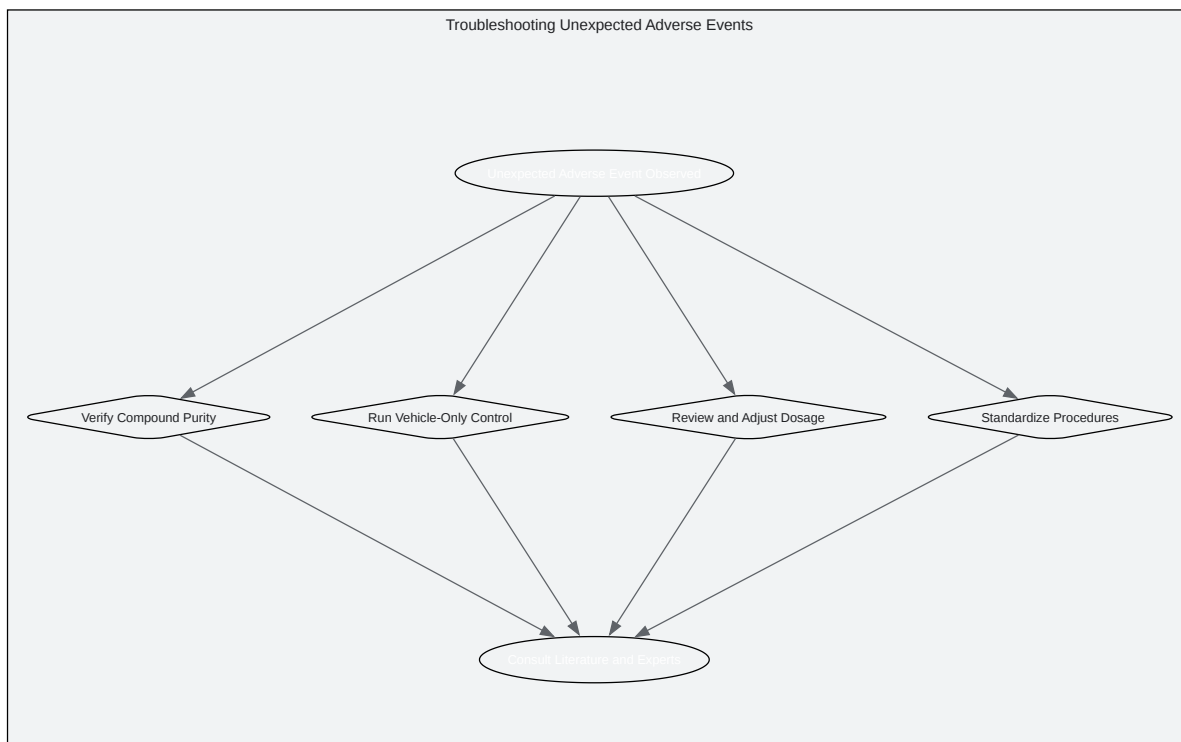 Troubleshooting Unexpected Adverse Events
Unexpected Adverse Event Observed
Verify Compound Purity
Run Vehicle-Only Control
Review and Adjust Dosage
Standardize Procedures
Consult Literature and Experts